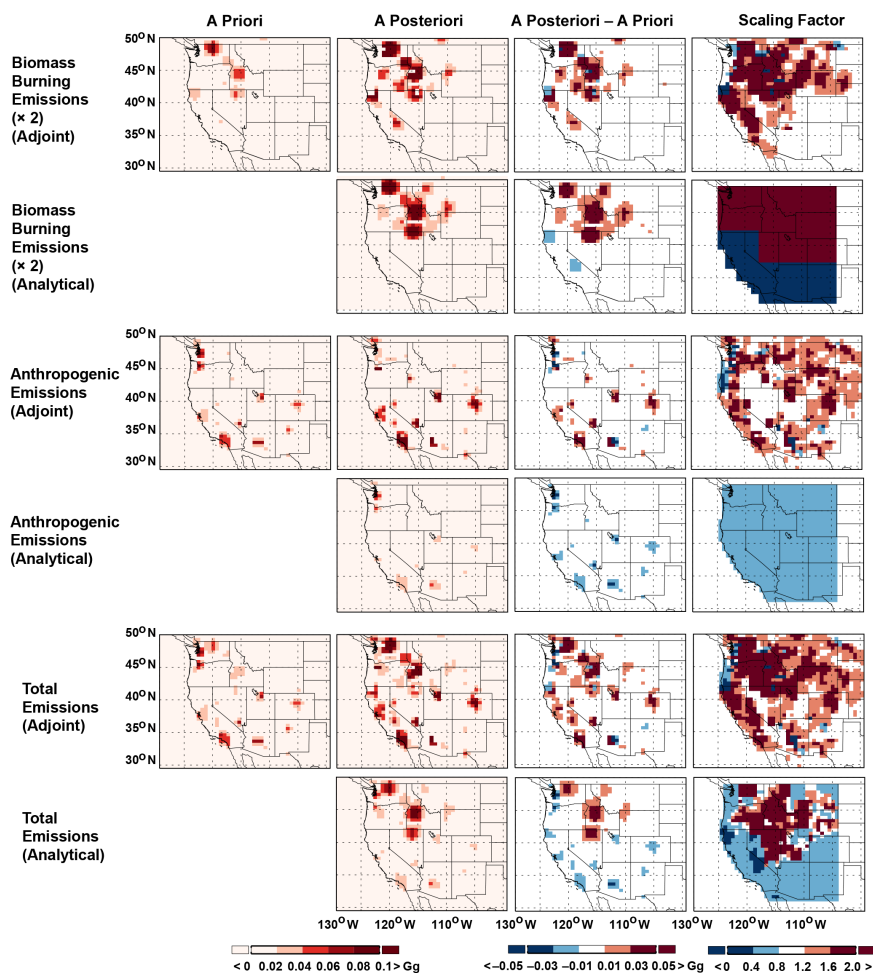 A Priori A Posteriori A Posteriori – A Priori Scaling Factor
50° N
45° N
40° N
35° N
30° N
Biomass
Burning
Emissions
(× 2)
(Adjoint)
Biomass
Burning
Emissions
(× 2)
(Analytical)
50° N
45° N
40° N
35° N
30° N
Anthropogenic
Emissions
(Adjoint)
Anthropogenic
Emissions
(Analytical)
50° N
45° N
40° N
35° N
30° N
Total
Emissions
(Adjoint)
Total
Emissions
(Analytical)
130° W 120° W 110° W 130° W 120° W 110° W 130° W 120° W 110° W
< 0 0.02 0.04 0.06 0.08 0.1> Gg
<−0.05 −0.03 −0.01 0.01 0.03 0.05> Gg
< 0 0.4 0.8 1.2 1.6 2.0 >